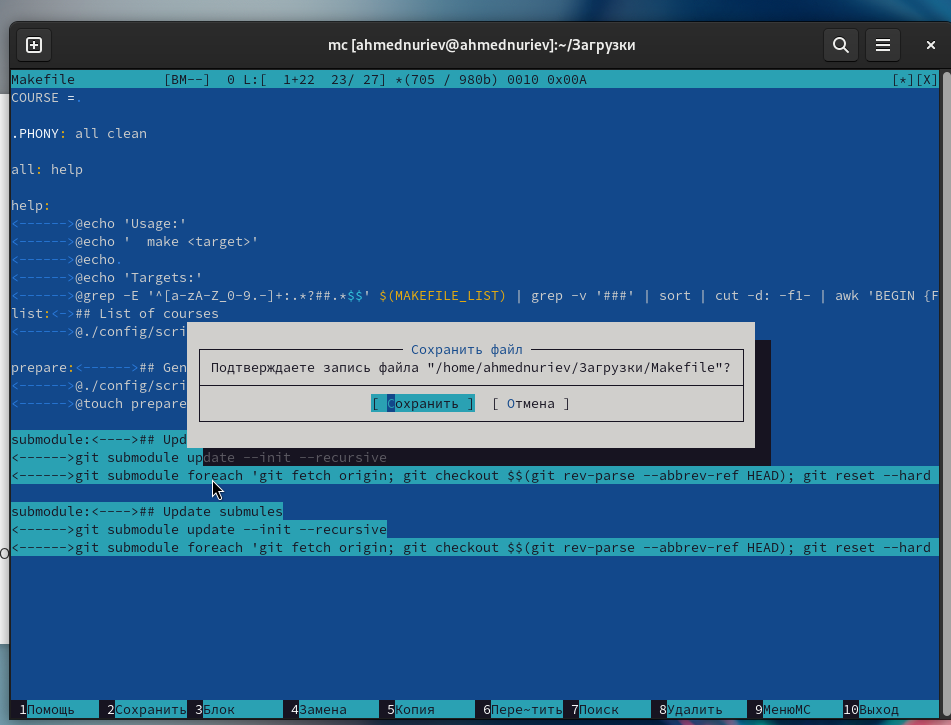 mc [ahmednuriev@ahmednuriev]:~/Загрузки
Makefile [BM--] 0 L:[ 1+22 23/ 27] *(705 / 980b) 0010 0x00A [*][X]
COURSE =.
.PHONY: all clean
all: help
help:
<------>@echo 'Usage:'
<------>@echo '  make <target>'
<------>@echo.
<------>@echo 'Targets:'
<------>@grep -E '^[a-zA-Z_0-9.-]+:.*?##.*$$' $(MAKEFILE_LIST) | grep -v '###' | sort | cut -d: -f1- | awk 'BEGIN {F
list:<->## List of courses
<------>@./config/scri
Сохранить файл
prepare:<------>## Gen
Подтверждаете запись файла "/home/ahmednuriev/Загрузки/Makefile"?
<------>@./config/scri
<------>@touch prepare
[ Сохранить ] [ Отмена ]
submodule:<---->## Upd
<------>git submodule update --init --recursive
<------>git submodule foreach 'git fetch origin; git checkout $$(git rev-parse --abbrev-ref HEAD); git reset --hard
submodule:<---->## Update submules
<------>git submodule update --init --recursive
<------>git submodule foreach 'git fetch origin; git checkout $$(git rev-parse --abbrev-ref HEAD); git reset --hard
1Помощь 2Сохранить 3Блок 4Замена 5Копия 6Пере~тить 7Поиск 8Удалить 9МенюMC 10Выход